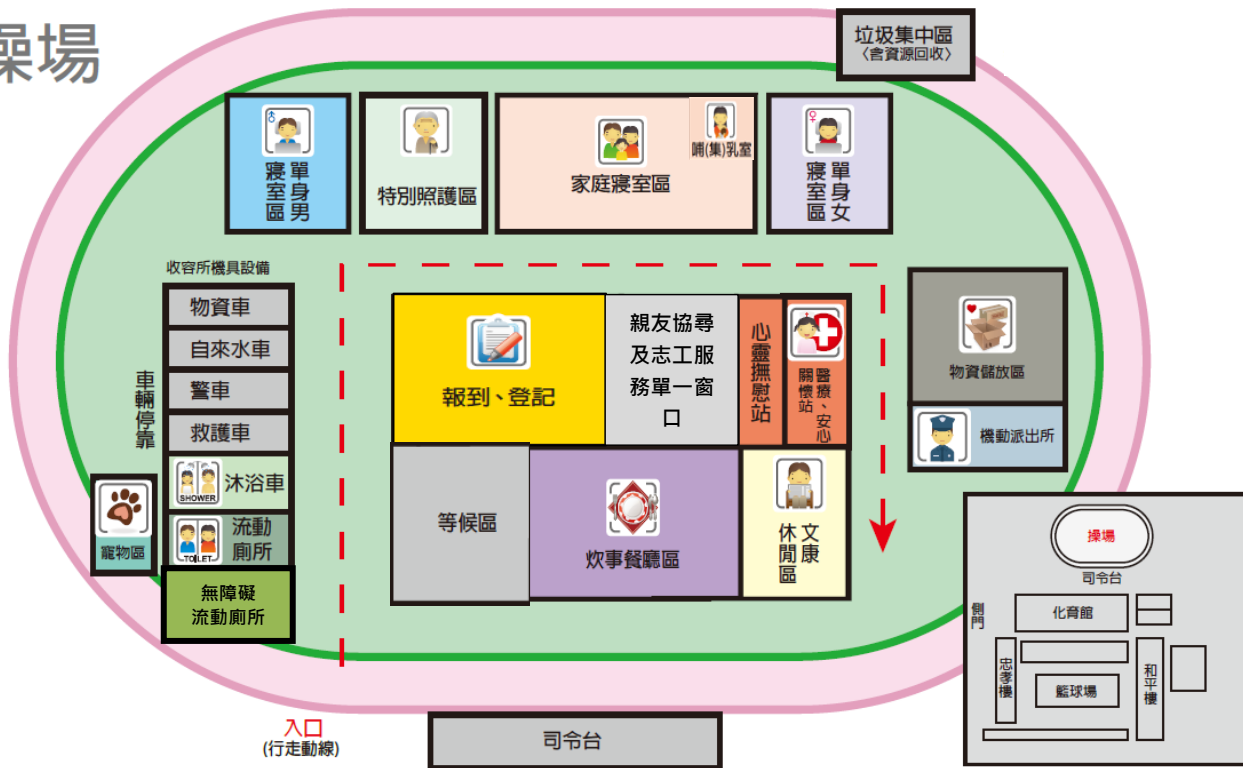 操場
垃圾集中區
〈含資源回收〉
單身男
寢室區
特別照護區
家庭寢室區
哺(集)乳室
單身女
寢室區
收容所機具設備
物資車
自來水車
警車
救護車
SHOWER
沐浴車
TOILET
流動
廁所
無障礙
流動廁所
車輛停靠
寵物區
報到、登記
親友協尋
及志工服
務單一窗
口
心靈撫慰站
醫療、安心
關懷站
等候區
炊事餐廳區
文康
休閒區
物資儲放區
機動派出所
入口
(行走動線)
司令台
操場
司令台
側門
化育館
忠孝樓
籃球場
和平樓